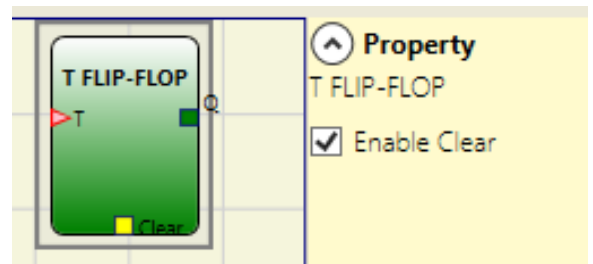 T FLIP-FLOP
T
Q
Clear
Property
T FLIP-FLOP
Enable Clear